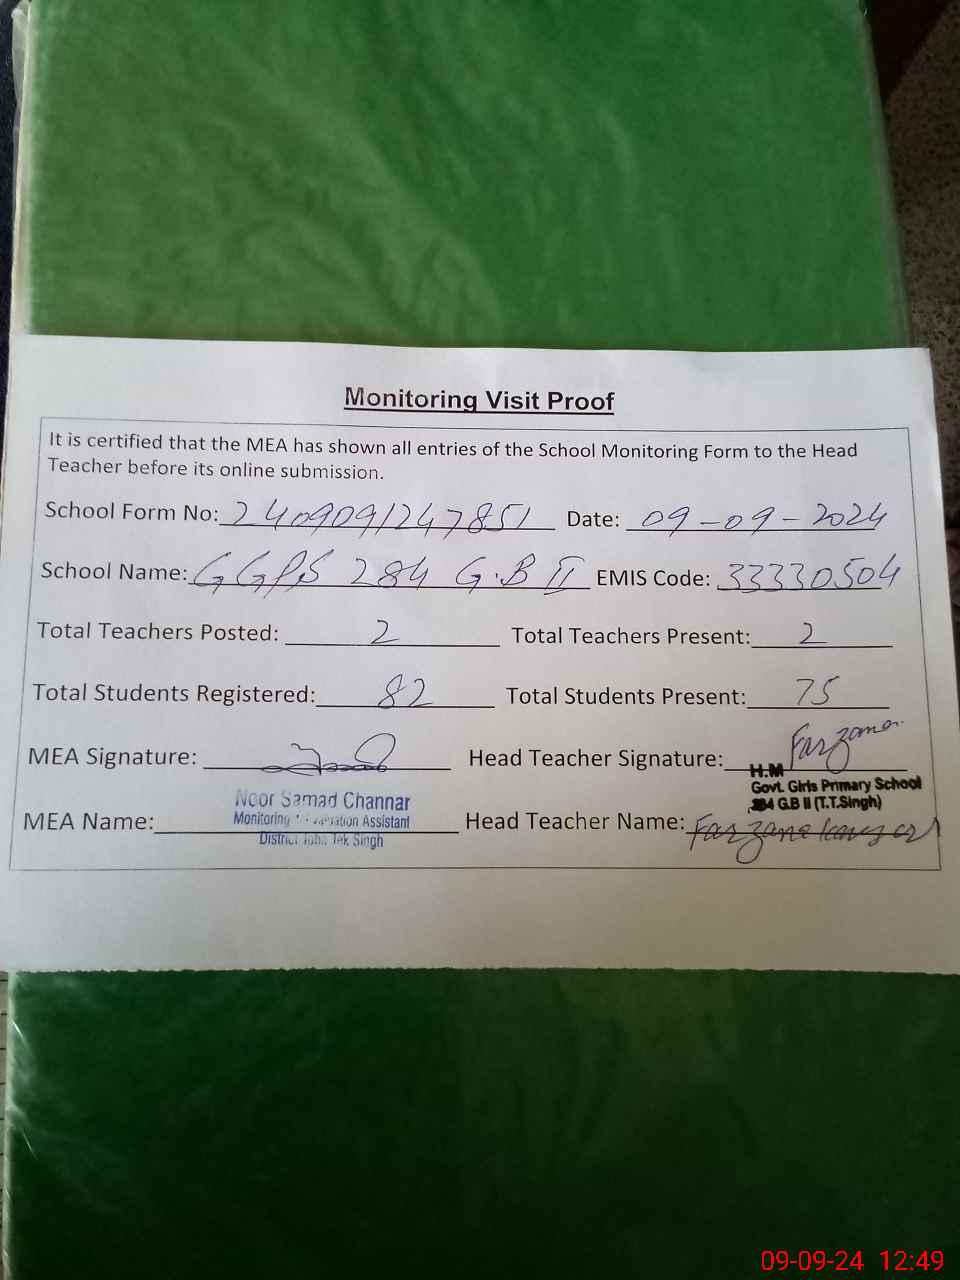 Monitoring Visit Proof
It is certified that the MEA has shown all entries of the School Monitoring Form to the Head
Teacher before its online submission.
School Form No: 2409091247851 Date: 09-09-2024
School Name: GGPS 284 G.B II EMIS Code: 33330504
Total Teachers Posted: 2 Total Teachers Present: 2
Total Students Registered: 82 Total Students Present: 75
MEA Signature: Head Teacher Signature: Farzana
H.M
Govt. Girls Primary School
284 G.B II (T.T.Singh)
Noor Samad Channar
Monitoring Assistant
District Toba Tek Singh
MEA Name: Head Teacher Name: Farzana kausar
09-09-24 12:49